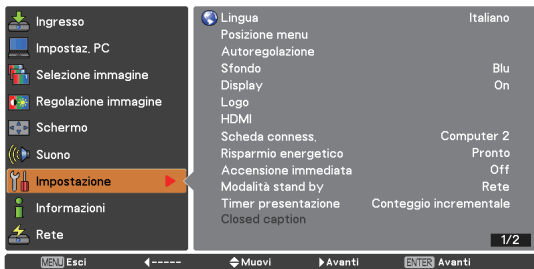 Ingresso
Impostaz. PC
Selezione immagine
Regolazione immagine
Schermo
Suono
Impostazione
Informazioni
Rete
Lingua Italiano
Posizione menu
Autoregolazione
Sfondo Blu
Display On
Logo
HDMI
Scheda conness. Computer 2
Risparmio energetico Pronto
Accensione immediata Off
Modalità stand by Rete
Timer presentazione Conteggio incrementale
Closed caption
1/2
MENU Esci ----- Muovi Avanti ENTER Avanti